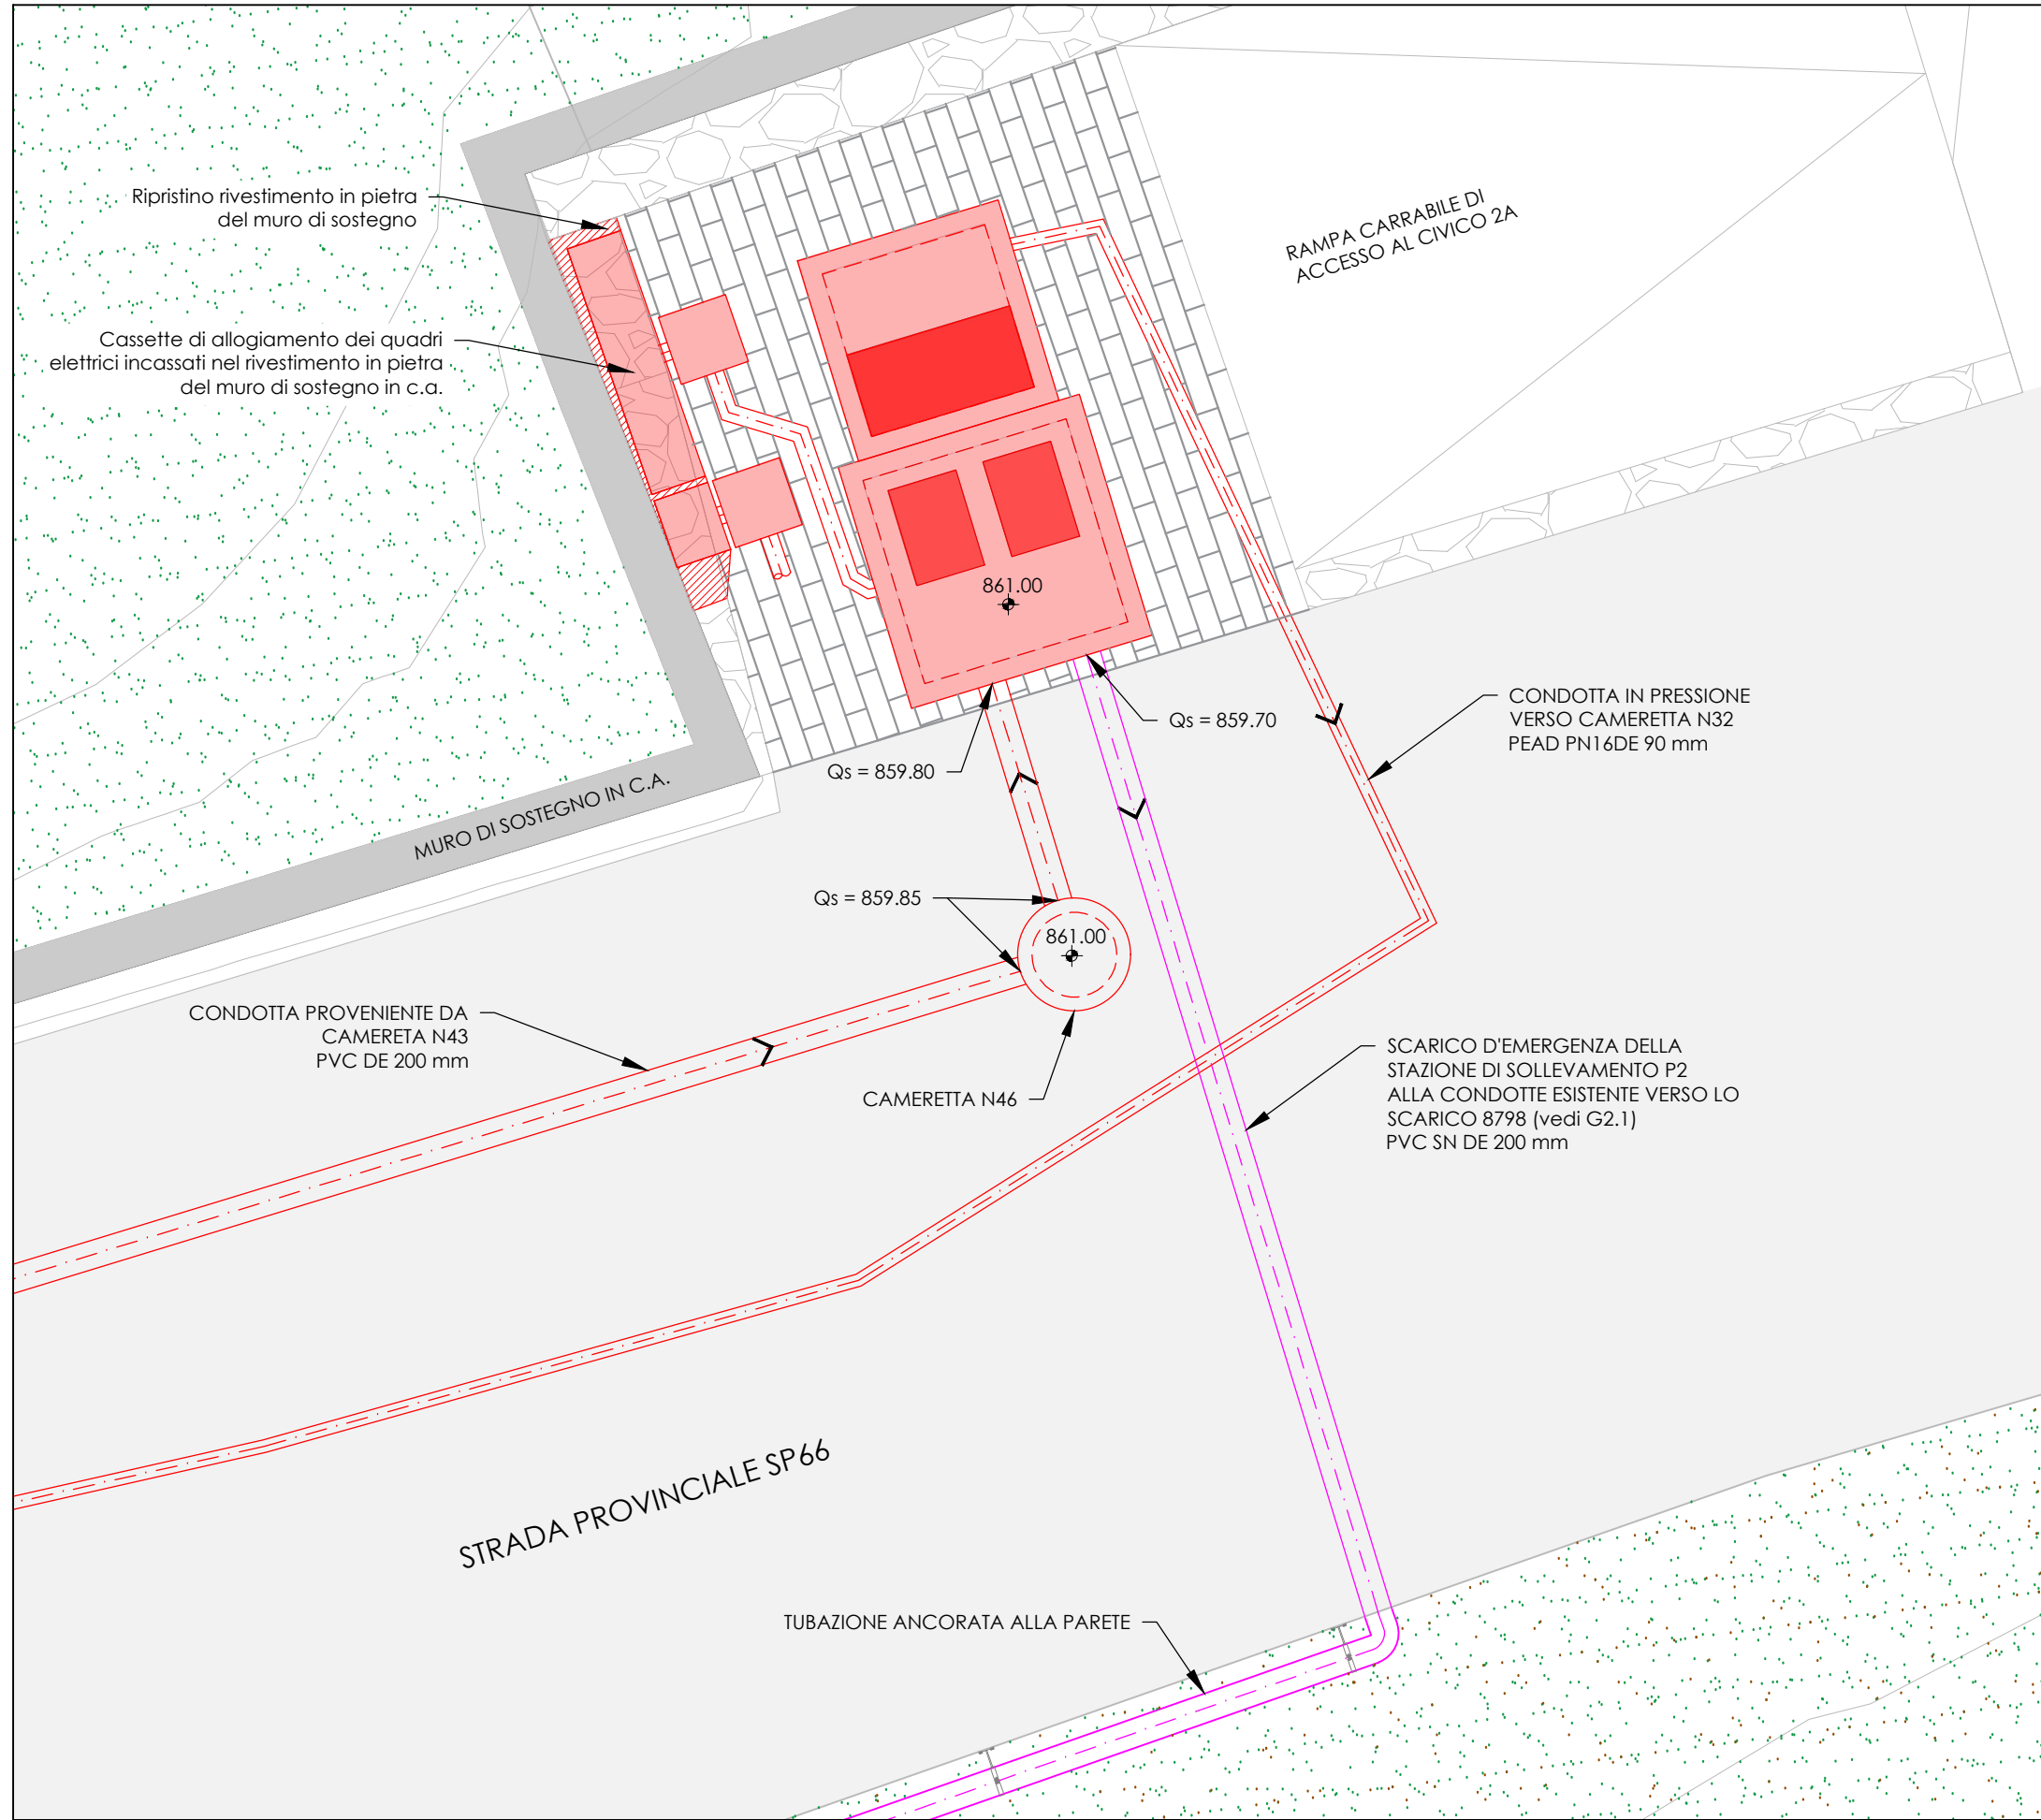 Ripristino rivestimento in pietra
del muro di sostegno
Cassette di allogiamento dei quadri
elettrici incassati nel rivestimento in pietra
del muro di sostegno in c.a.
RAMPA CARRABILE DI
ACCESSO AL CIVICO 2A
861.00
CONDOTTA IN PRESSIONE
VERSO CAMERETTA N32
PEAD PN16DE 90 mm
Qs = 859.70
Qs = 859.80
MURO DI SOSTEGNO IN C.A.
Qs = 859.85
861.00
CONDOTTA PROVENIENTE DA
CAMERETA N43
PVC DE 200 mm
CAMERETTA N46
SCARICO D'EMERGENZA DELLA
STAZIONE DI SOLLEVAMENTO P2
ALLA CONDOTTE ESISTENTE VERSO LO
SCARICO 8798 (vedi G2.1)
PVC SN DE 200 mm
STRADA PROVINCIALE SP66
TUBAZIONE ANCORATA ALLA PARETE